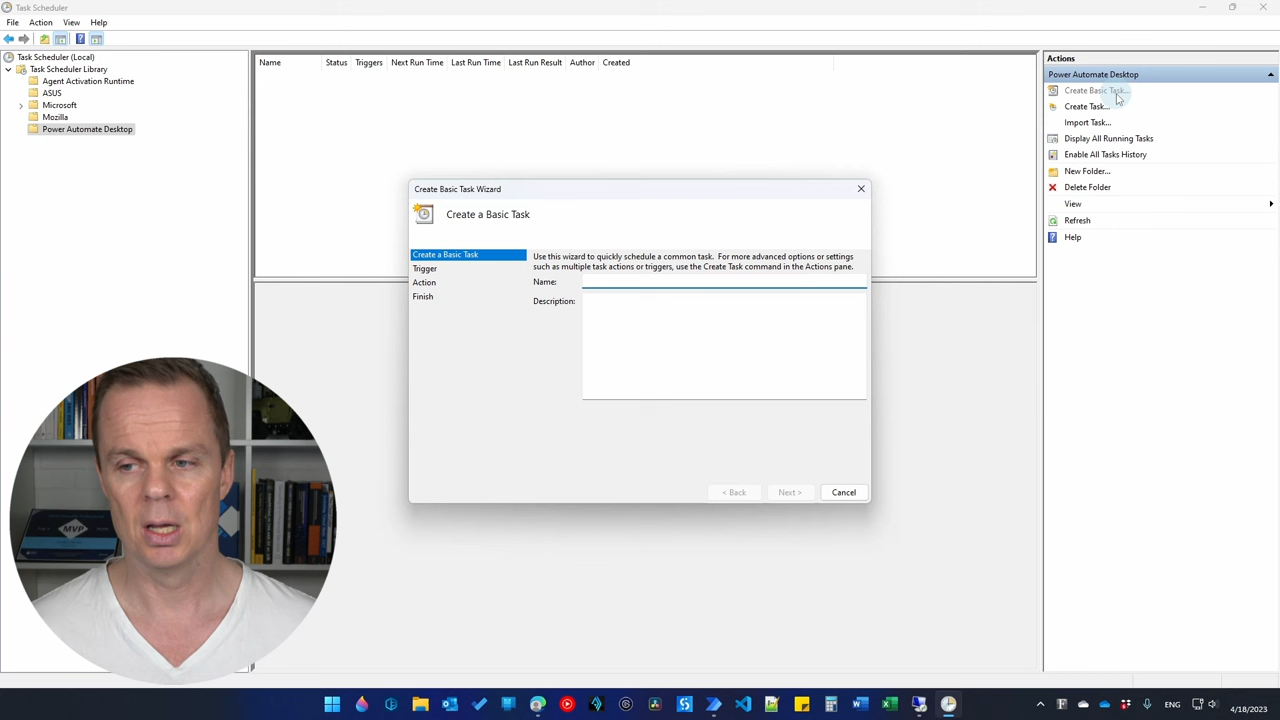 Task Scheduler
File Action View Help
Task Scheduler (Local)
Task Scheduler Library
Agent Activation Runtime
ASUS
Microsoft
Mozilla
Power Automate Desktop
Name Status Triggers Next Run Time Last Run Time Last Run Result Author Created
Actions
Power Automate Desktop
Create Basic Task...
Create Task...
Import Task...
Display All Running Tasks
Enable All Tasks History
New Folder...
Delete Folder
View
Refresh
Help
Create Basic Task Wizard
Create a Basic Task
Create a Basic Task
Trigger
Action
Finish
Use this wizard to quickly schedule a common task. For more advanced options or settings
such as multiple task actions or triggers, use the Create Task command in the Actions pane.
Name:
Description:
< Back Next > Cancel
MVP
ENG
4/18/2023